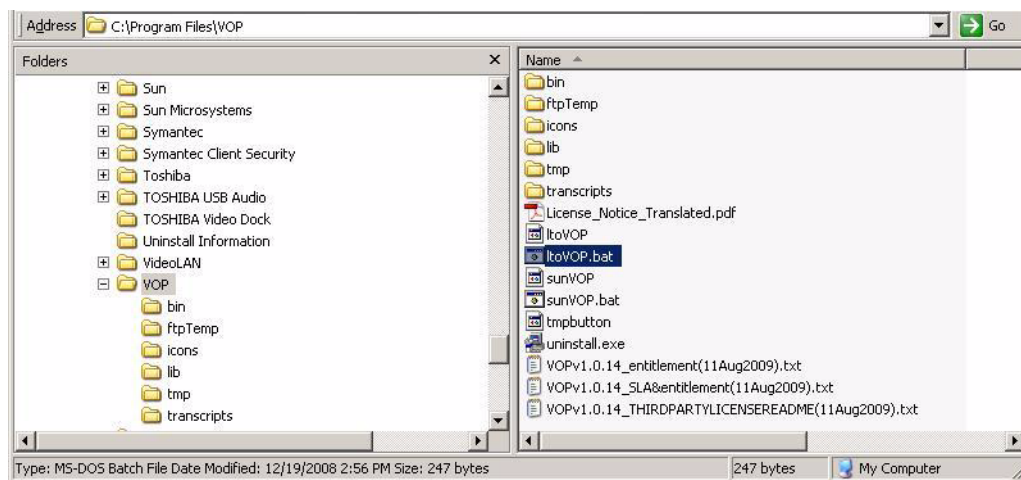 Address C:\Program Files\VOP Go
Folders
Sun
Sun Microsystems
Symantec
Symantec Client Security
Toshiba
TOSHIBA USB Audio
TOSHIBA Video Dock
Uninstall Information
VideoLAN
VOP
bin
ftpTemp
icons
lib
tmp
transcripts
Name
bin
ftpTemp
icons
lib
tmp
transcripts
License_Notice_Translated.pdf
ltoVOP
ltoVOP.bat
sunVOP
sunVOP.bat
tmpbutton
uninstall.exe
VOPv1.0.14_entitlement(11Aug2009).txt
VOPv1.0.14_SLA&entitlement(11Aug2009).txt
VOPv1.0.14_THIRDPARTYLICENSEREADME(11Aug2009).txt
Type: MS-DOS Batch File Date Modified: 12/19/2008 2:56 PM Size: 247 bytes 247 bytes My Computer